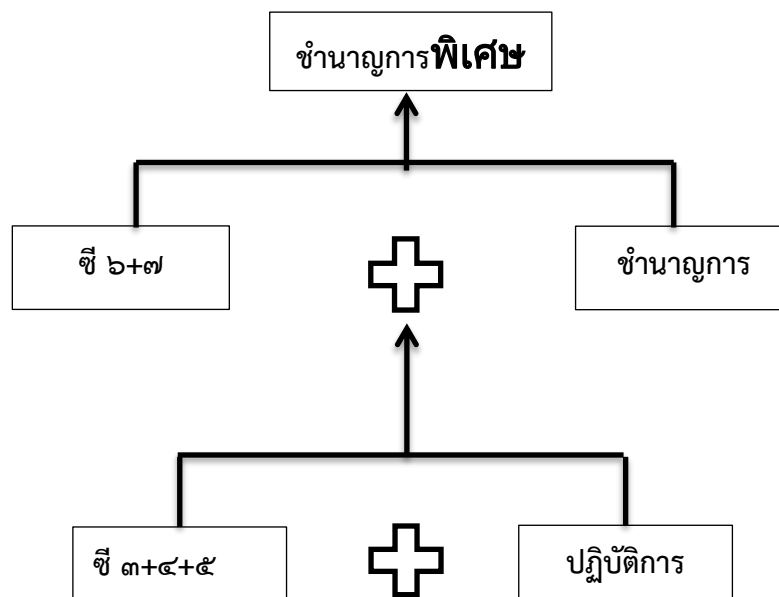 ชำนาญการพิเศษ
ซี ๖+๗
ชำนาญการ
ซี ๓+๔+๕
ปฏิบัติการ